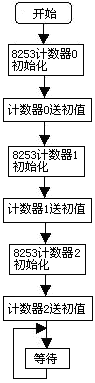 开始
8253计数器0
初始化
计数器0送初值
8253计数器1
初始化
计数器1送初值
8253计数器2
初始化
计数器2送初值
等待